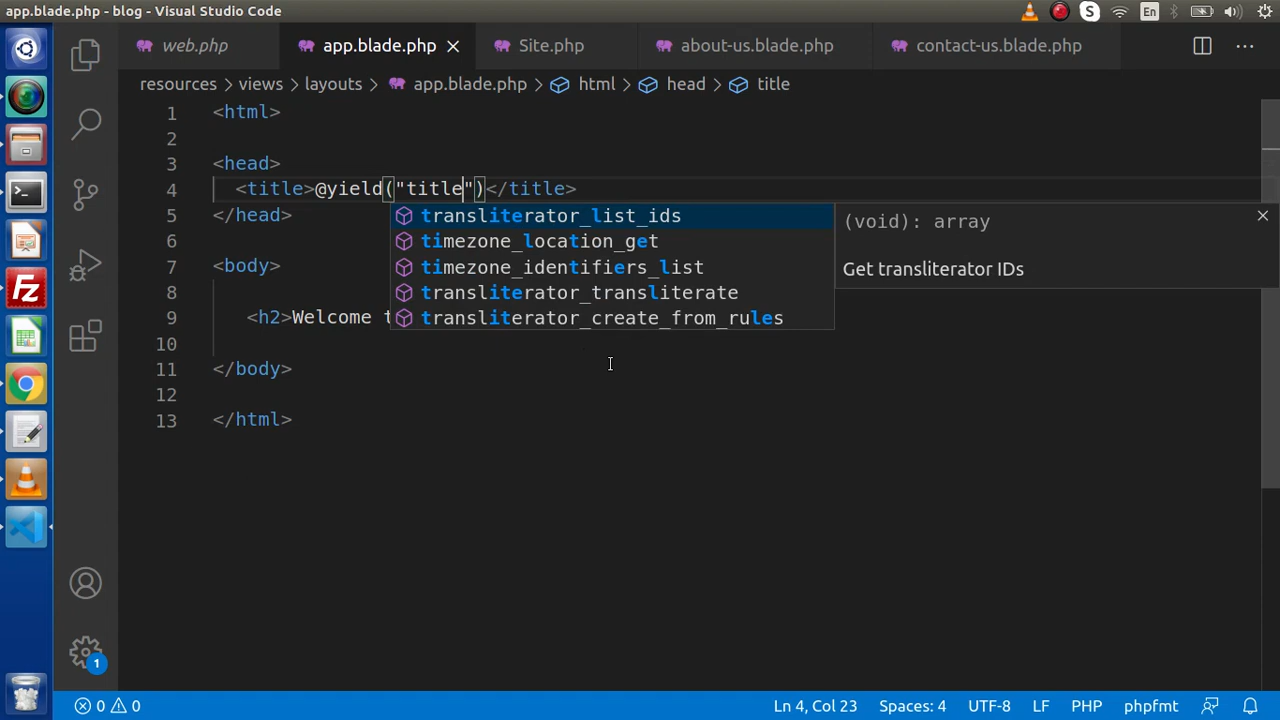 app.blade.php - blog - Visual Studio Code
S
En
web.php
app.blade.php
Site.php
about-us.blade.php
contact-us.blade.php
resources > views > layouts > app.blade.php > html > head > title
1 <html>
2
3 <head>
4 <title>@yield("title")</title>
5 </head>
6
7 <body>
8
9 <h2>Welcome t
10
11 </body>
12
13 </html>
transliterator_list_ids
timezone_location_get
timezone_identifiers_list
transliterator_transliterate
transliterator_create_from_rules
(void): array
Get transliterator IDs
Fz
1
0 0
Ln 4, Col 23
Spaces: 4
UTF-8
LF
PHP
phpfmt